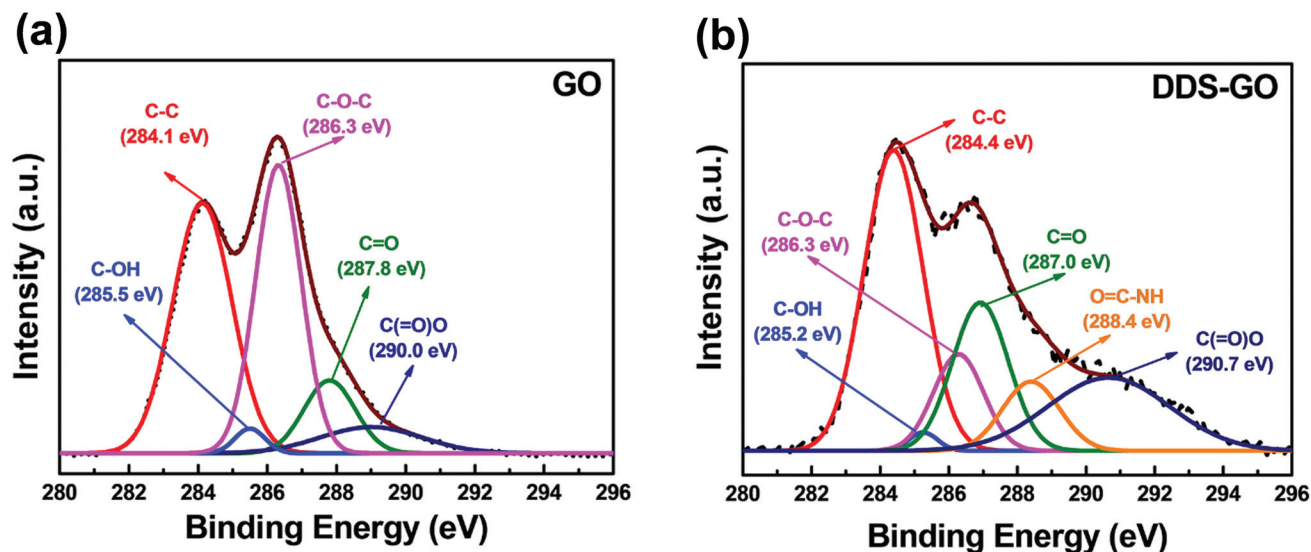 (a)
GO
C-C
(284.1 eV)
C-O-C
(286.3 eV)
C=O
(287.8 eV)
C-OH
(285.5 eV)
C(=O)O
(290.0 eV)
Intensity (a.u.)
280 282 284 286 288 290 292 294 296
Binding Energy (eV)
(b)
DDS-GO
C-C
(284.4 eV)
C-O-C
(286.3 eV)
C=O
(287.0 eV)
O=C-NH
(288.4 eV)
C-OH
(285.2 eV)
C(=O)O
(290.7 eV)
Intensity (a.u.)
280 282 284 286 288 290 292 294 296
Binding Energy (eV)